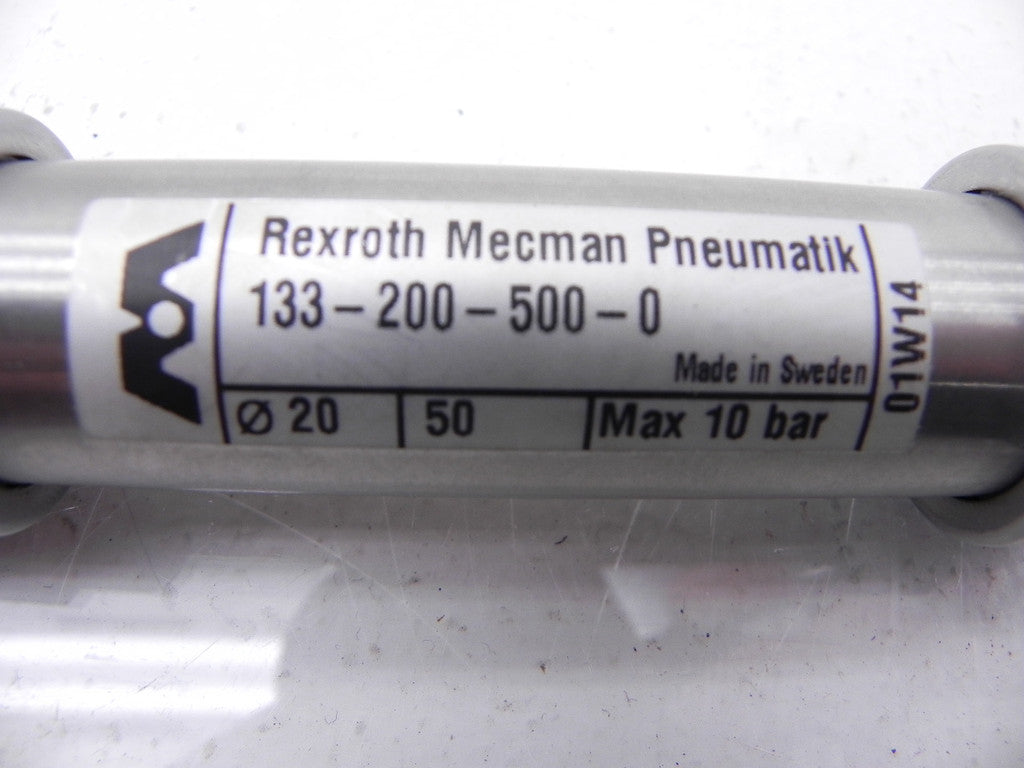 Rexroth Mecman Pneumatik
133-200-500-0
Made in Sweden
Ø 20 50 Max 10 bar
01W14